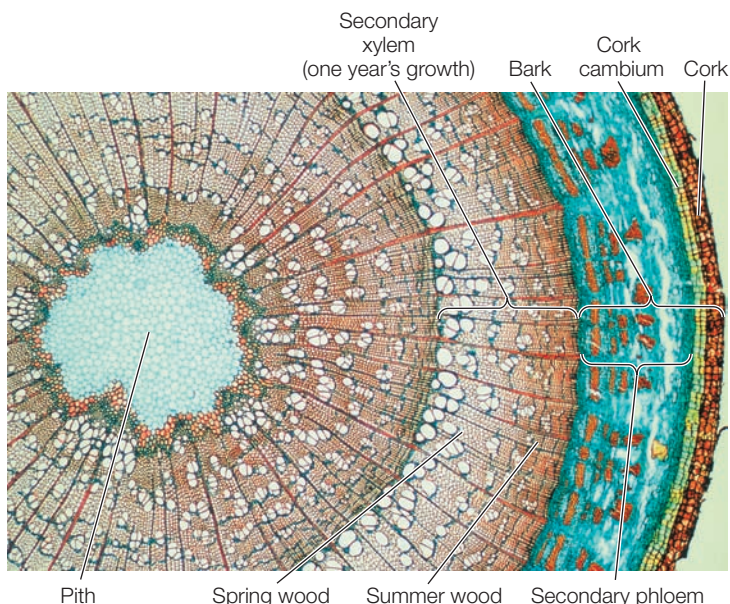 Secondary
xylem
(one year's growth)
Bark
Cork
cambium
Cork
Pith
Spring wood
Summer wood
Secondary phloem